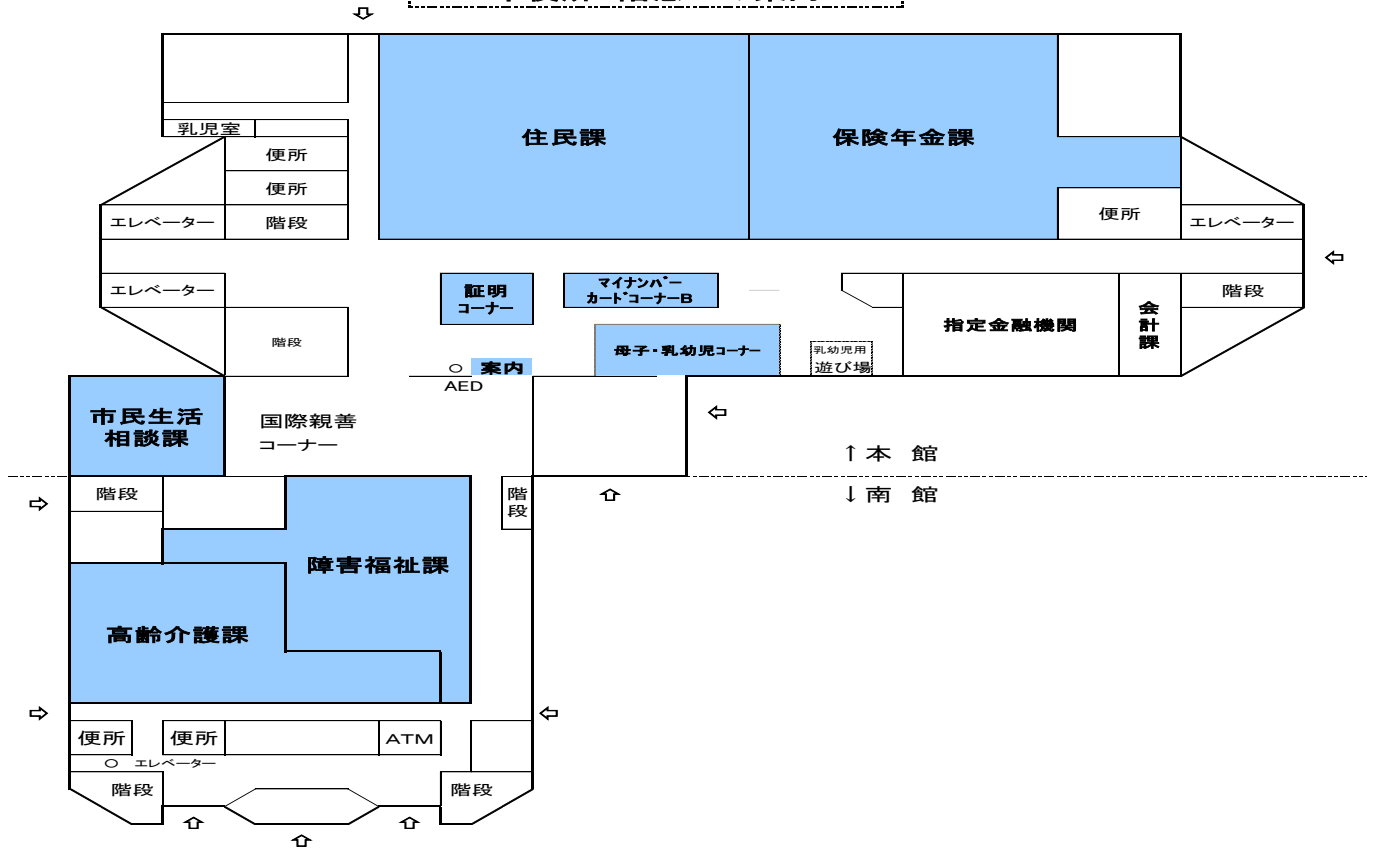 乳児室
便所
便所
エレベーター
階段
住民課
保険年金課
便所
エレベーター
エレベーター
階段
証明
コーナー
マイナンバー
カードコーナーB
母子・乳幼児コーナー
乳幼児用
遊び場
指定金融機関
会計課
階段
案内
AED
市民生活
相談課
国際親善
コーナー
↑本 館
↓南 館
階段
階段
障害福祉課
高齢介護課
便所
便所
ATM
エレベーター
階段
階段